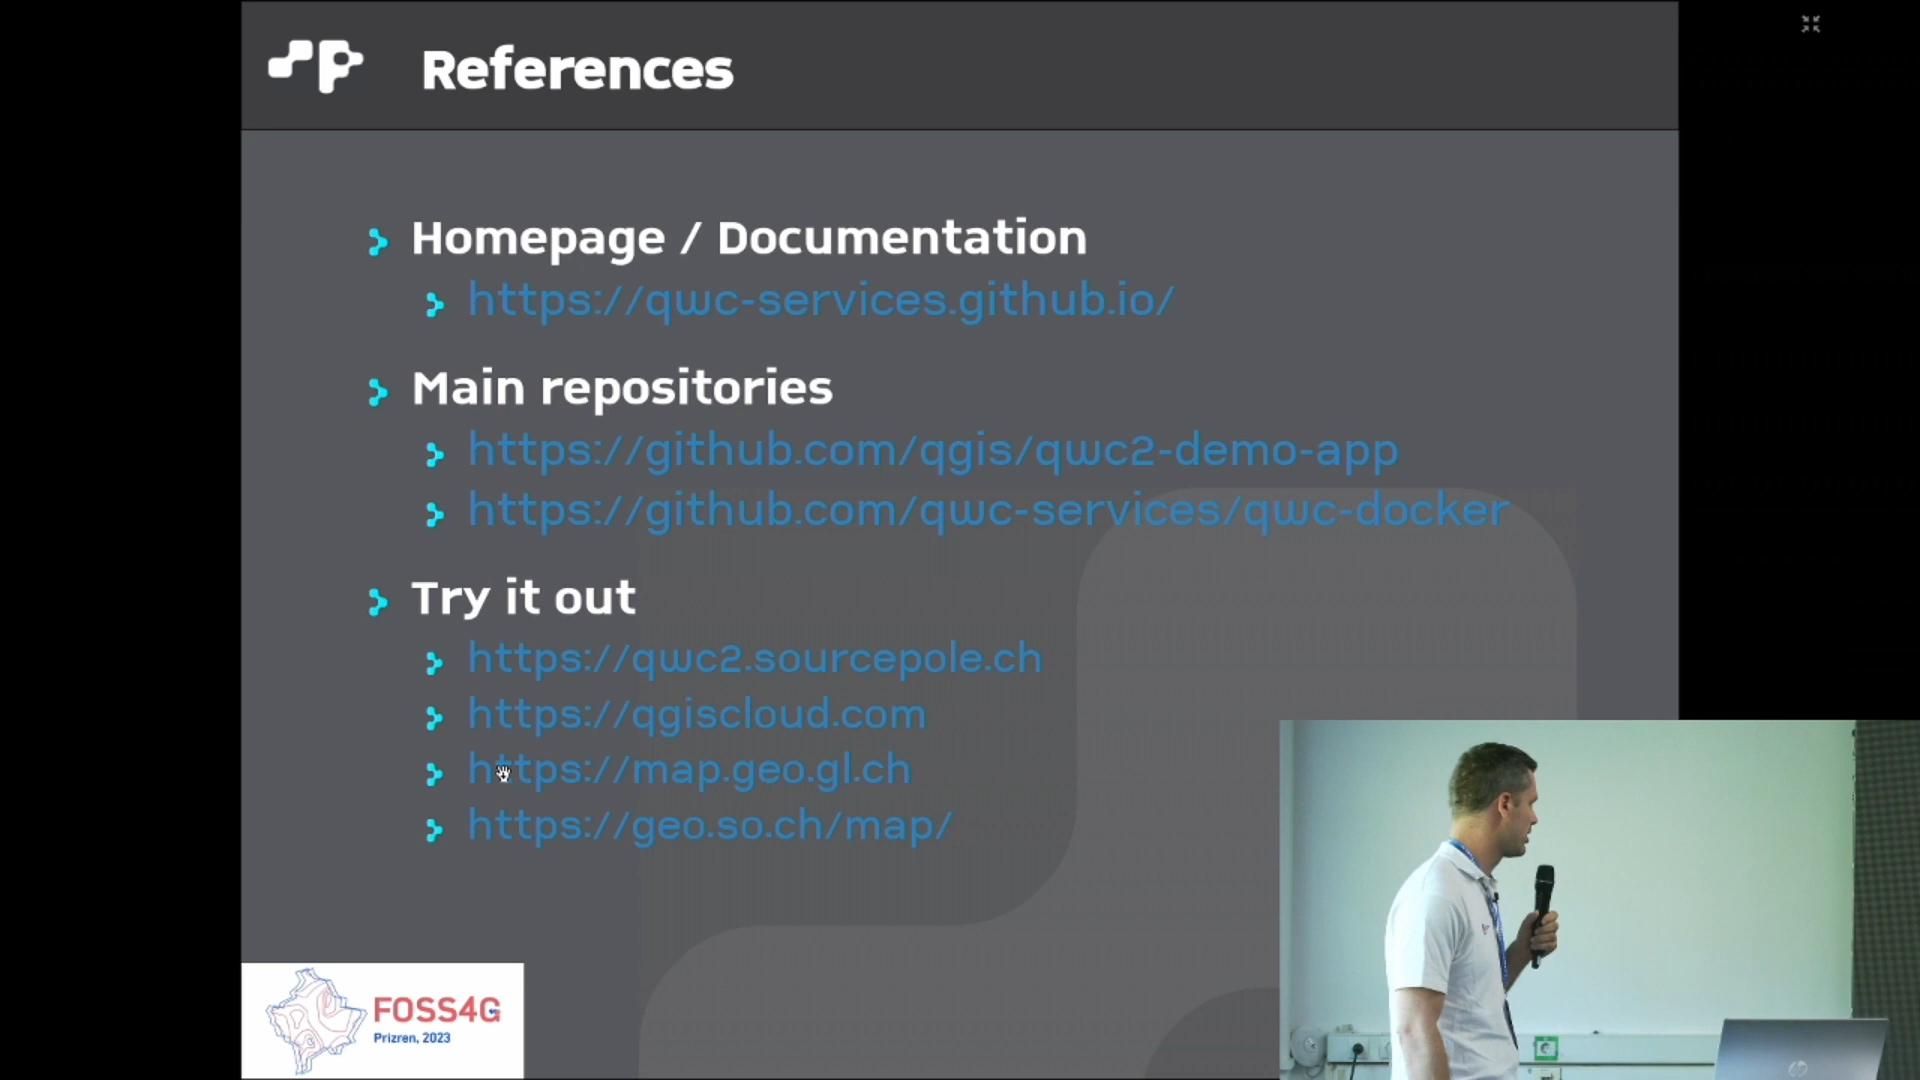 References
Homepage / Documentation
https://qwc-services.github.io/
Main repositories
https://github.com/qgis/qwc2-demo-app
https://github.com/qwc-services/qwc-docker
Try it out
https://qwc2.sourcepole.ch
https://qgiscloud.com
https://map.geo.gl.ch
https://geo.so.ch/map/
FOSS4G
Prizren, 2023
hp